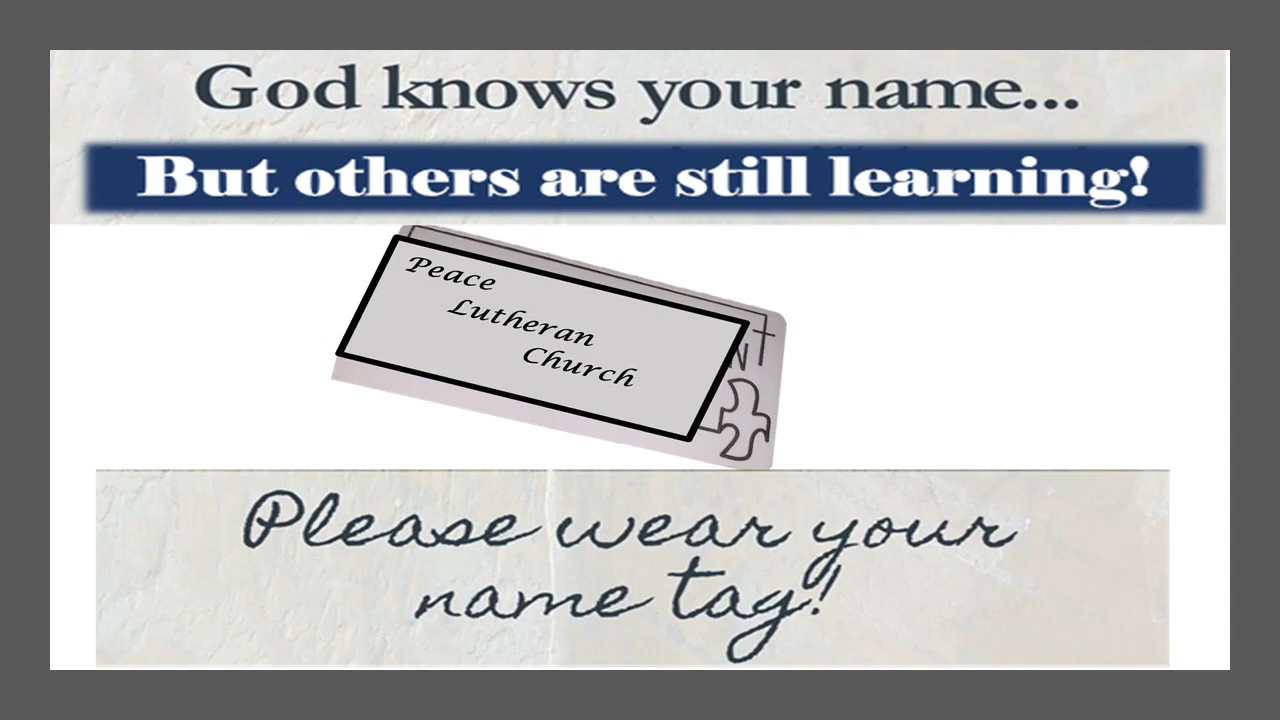 God knows your name...
But others are still learning!
Peace
Lutheran
Church
Please wear your
name tag!